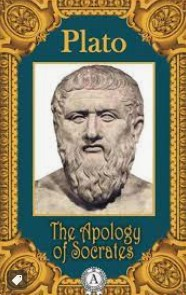 Plato
The Apology
of Socrates
A